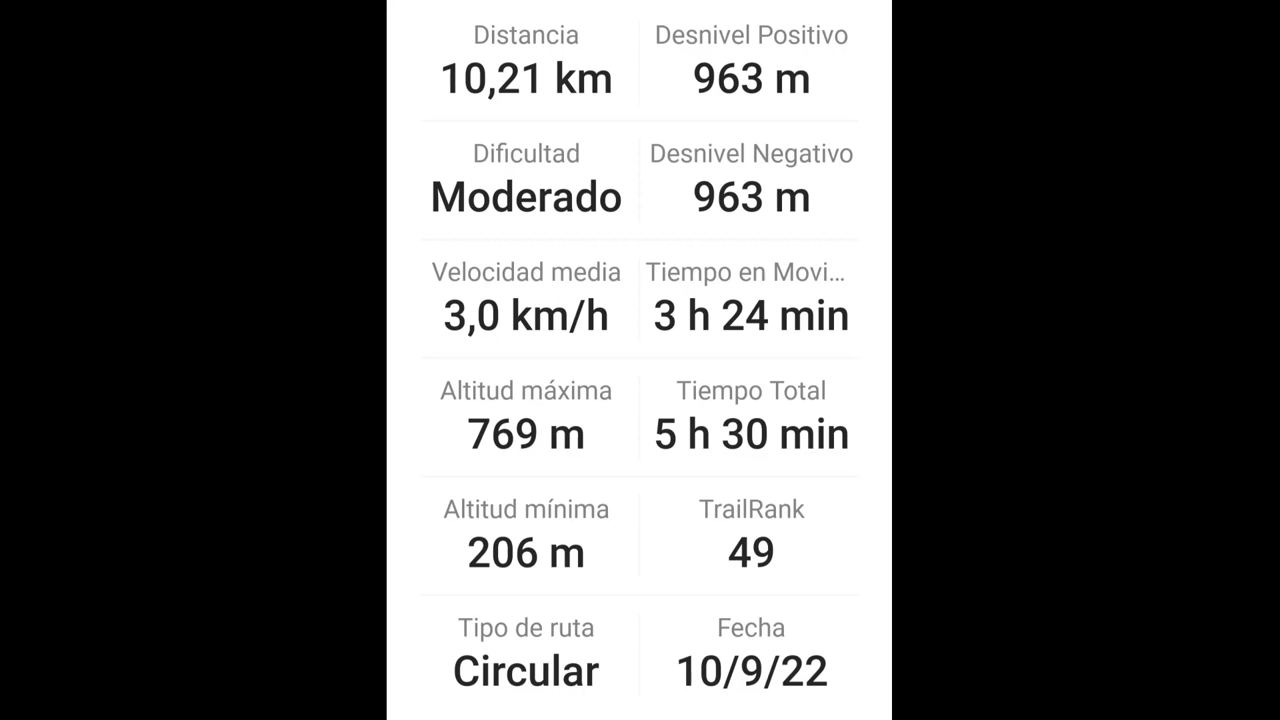 Distancia
10,21 km
Desnivel Positivo
963 m
Dificultad
Moderado
Desnivel Negativo
963 m
Velocidad media
3,0 km/h
Tiempo en Movi...
3 h 24 min
Altitud máxima
769 m
Tiempo Total
5 h 30 min
Altitud mínima
206 m
TrailRank
49
Tipo de ruta
Circular
Fecha
10/9/22